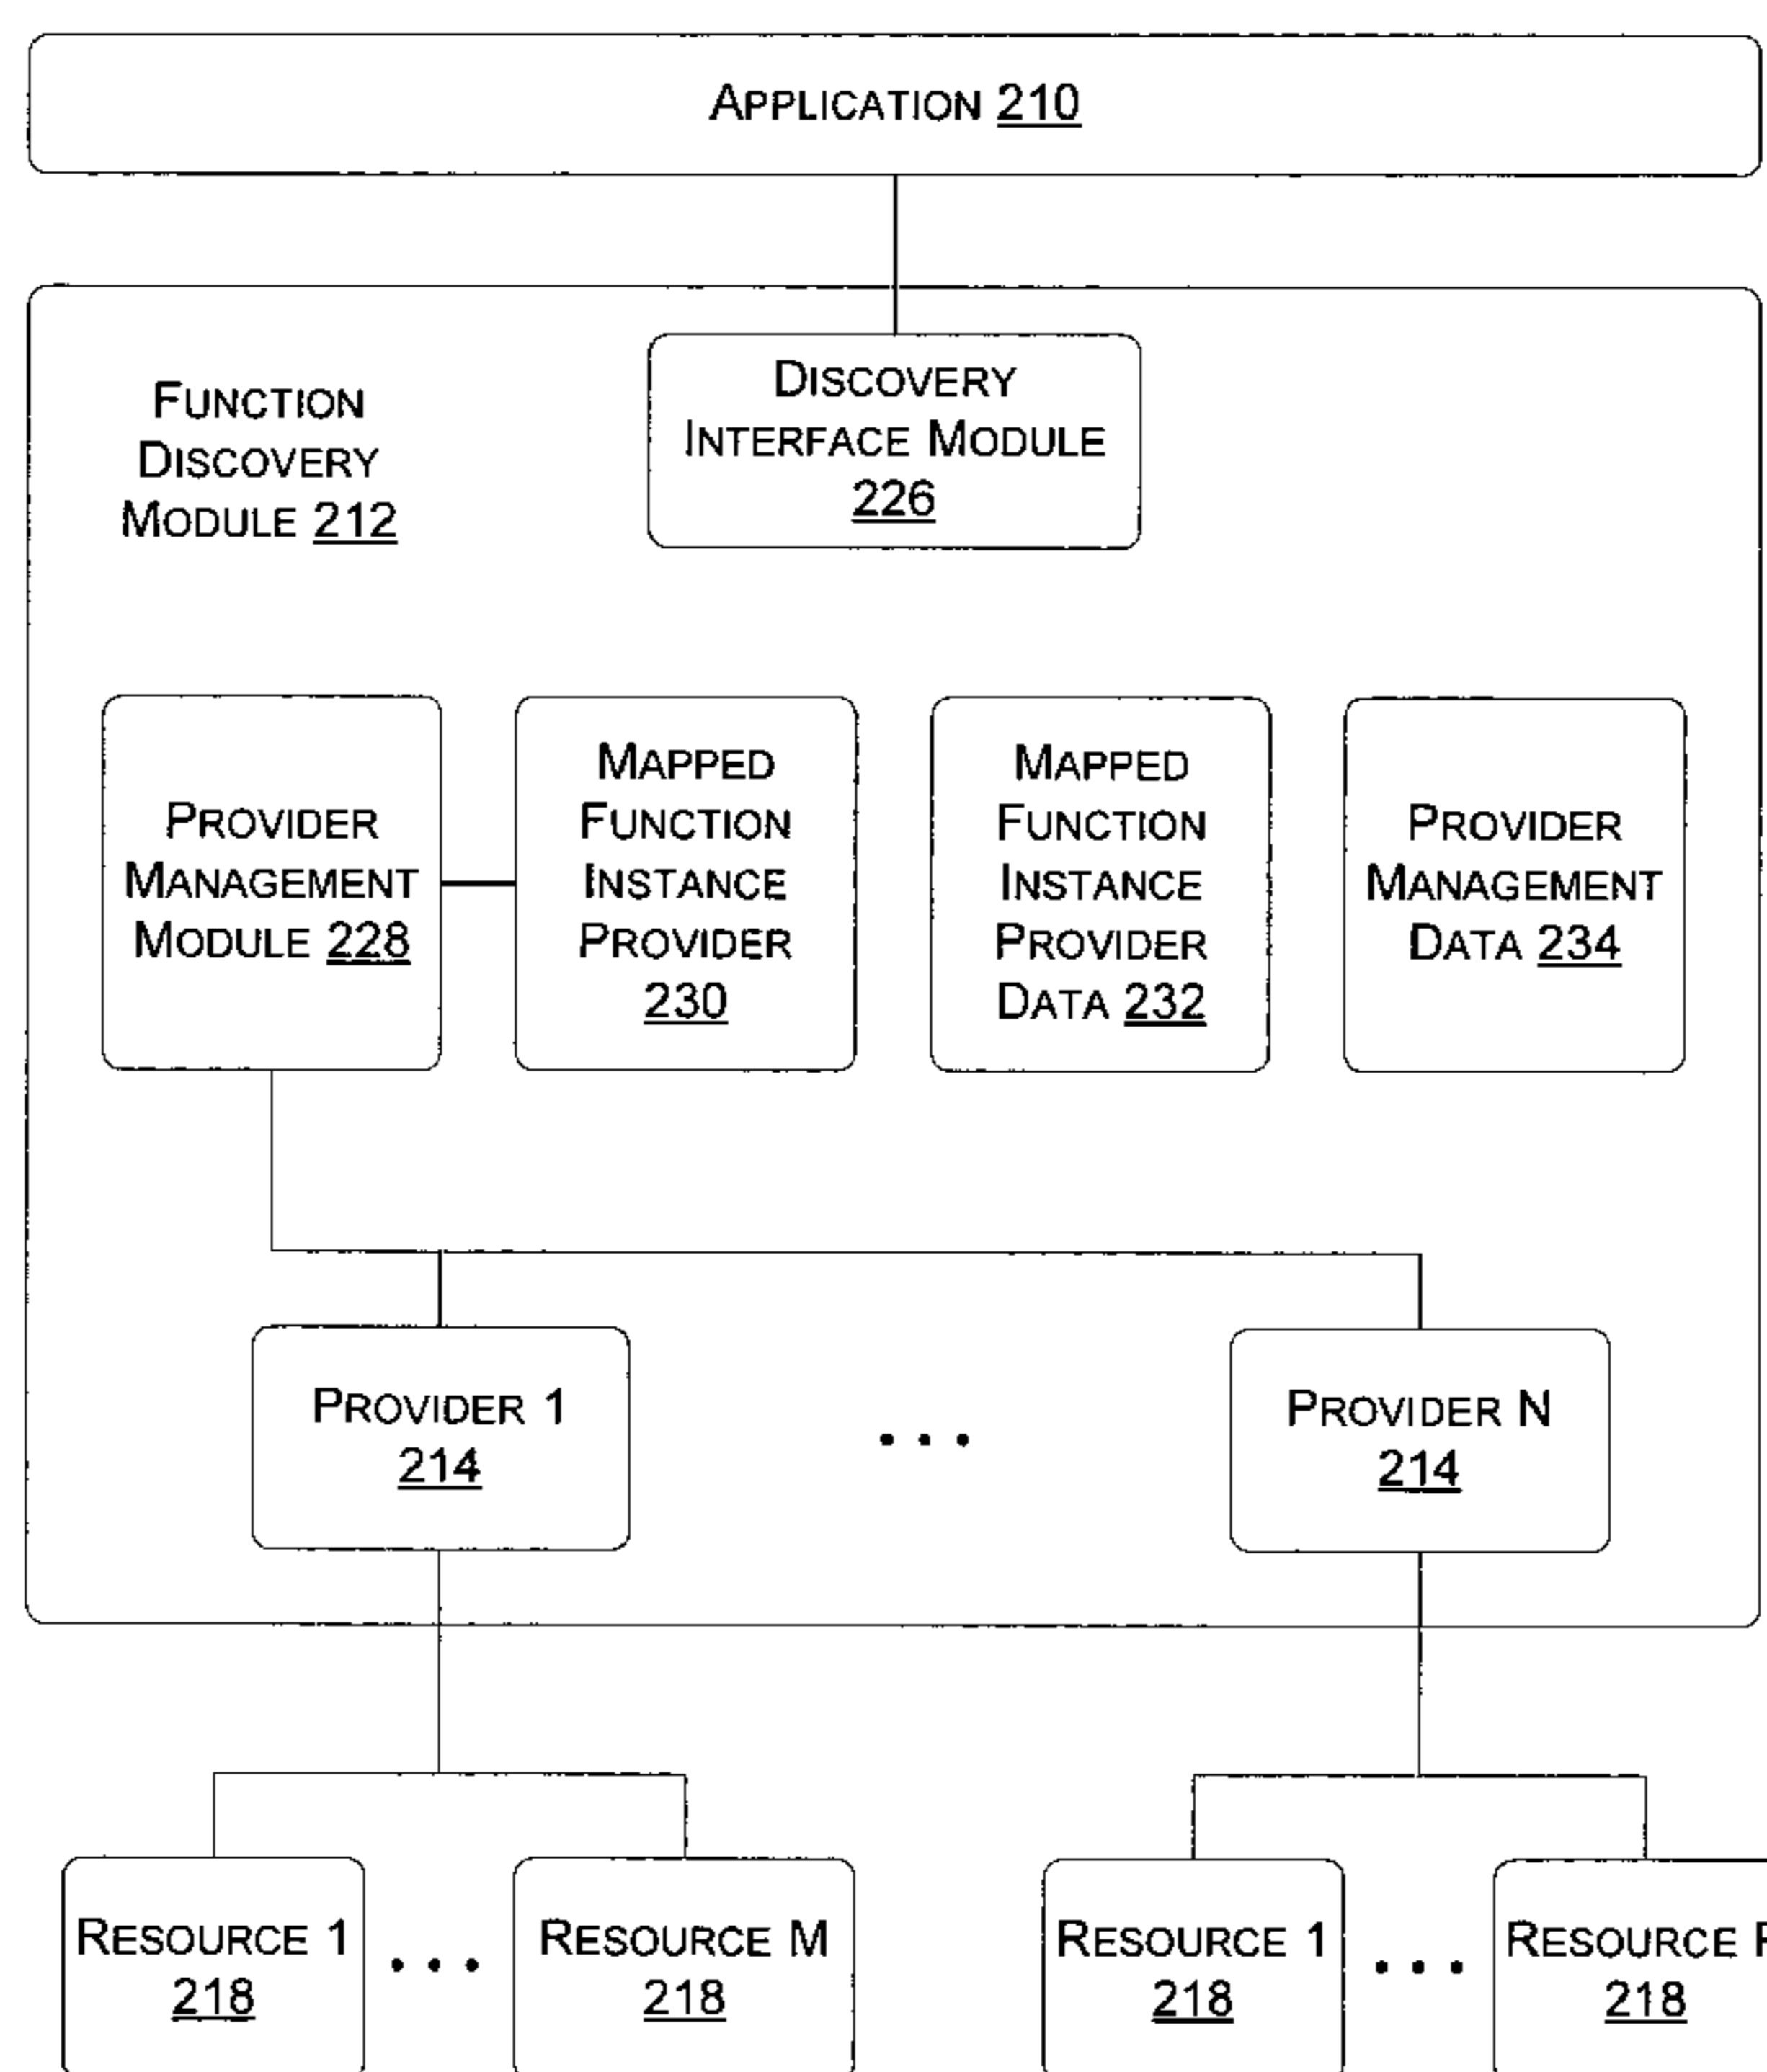 APPLICATION 210
FUNCTION
DISCOVERY
MODULE 212
DISCOVERY
INTERFACE MODULE
226
PROVIDER
MANAGEMENT
MODULE 228
MAPPED
FUNCTION
INSTANCE
PROVIDER
230
MAPPED
FUNCTION
INSTANCE
PROVIDER
DATA 232
PROVIDER
MANAGEMENT
DATA 234
PROVIDER 1
214
...
PROVIDER N
214
RESOURCE 1
218
...
RESOURCE M
218
RESOURCE 1
218
...
RESOURCE
218